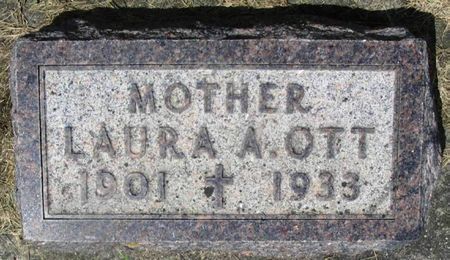 MOTHER
LAURA A. OTT
1901 † 1933